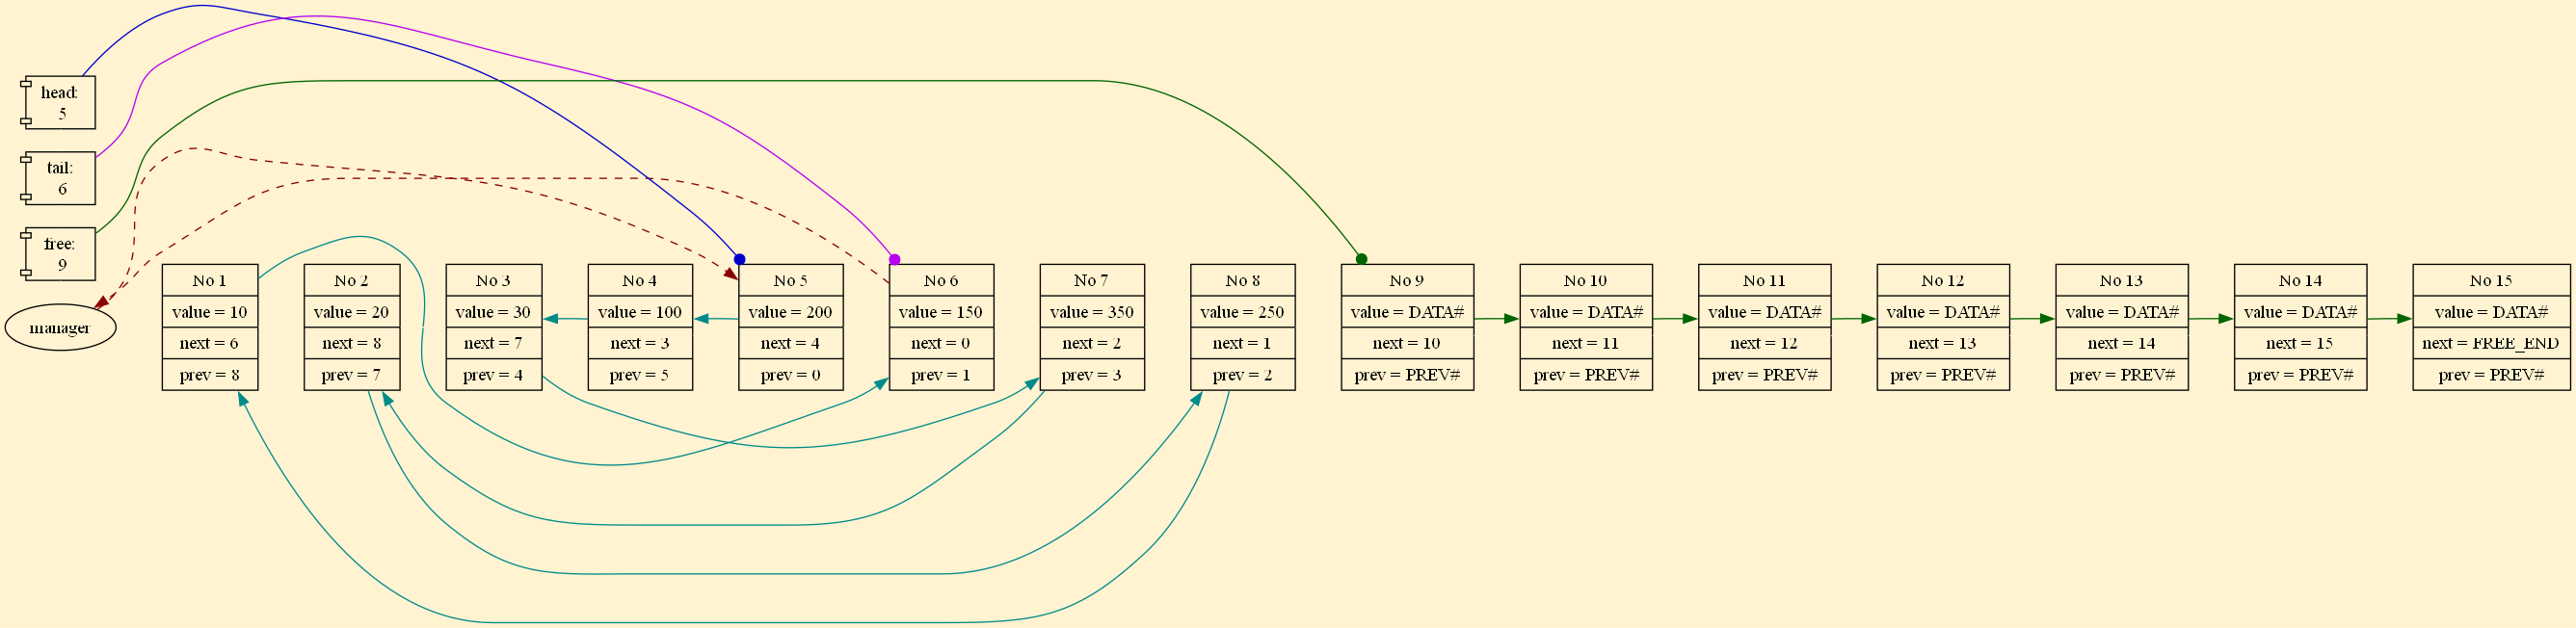 head:
5
tail:
6
free:
9
manager
No 1
value = 10
next = 6
prev = 8
No 2
value = 20
next = 8
prev = 7
No 3
value = 30
next = 7
prev = 4
No 4
value = 100
next = 3
prev = 5
No 5
value = 200
next = 4
prev = 0
No 6
value = 150
next = 0
prev = 1
No 7
value = 350
next = 2
prev = 3
No 8
value = 250
next = 1
prev = 2
No 9
value = DATA#
next = 10
prev = PREV#
No 10
value = DATA#
next = 11
prev = PREV#
No 11
value = DATA#
next = 12
prev = PREV#
No 12
value = DATA#
next = 13
prev = PREV#
No 13
value = DATA#
next = 14
prev = PREV#
No 14
value = DATA#
next = 15
prev = PREV#
No 15
value = DATA#
next = FREE_END
prev = PREV#